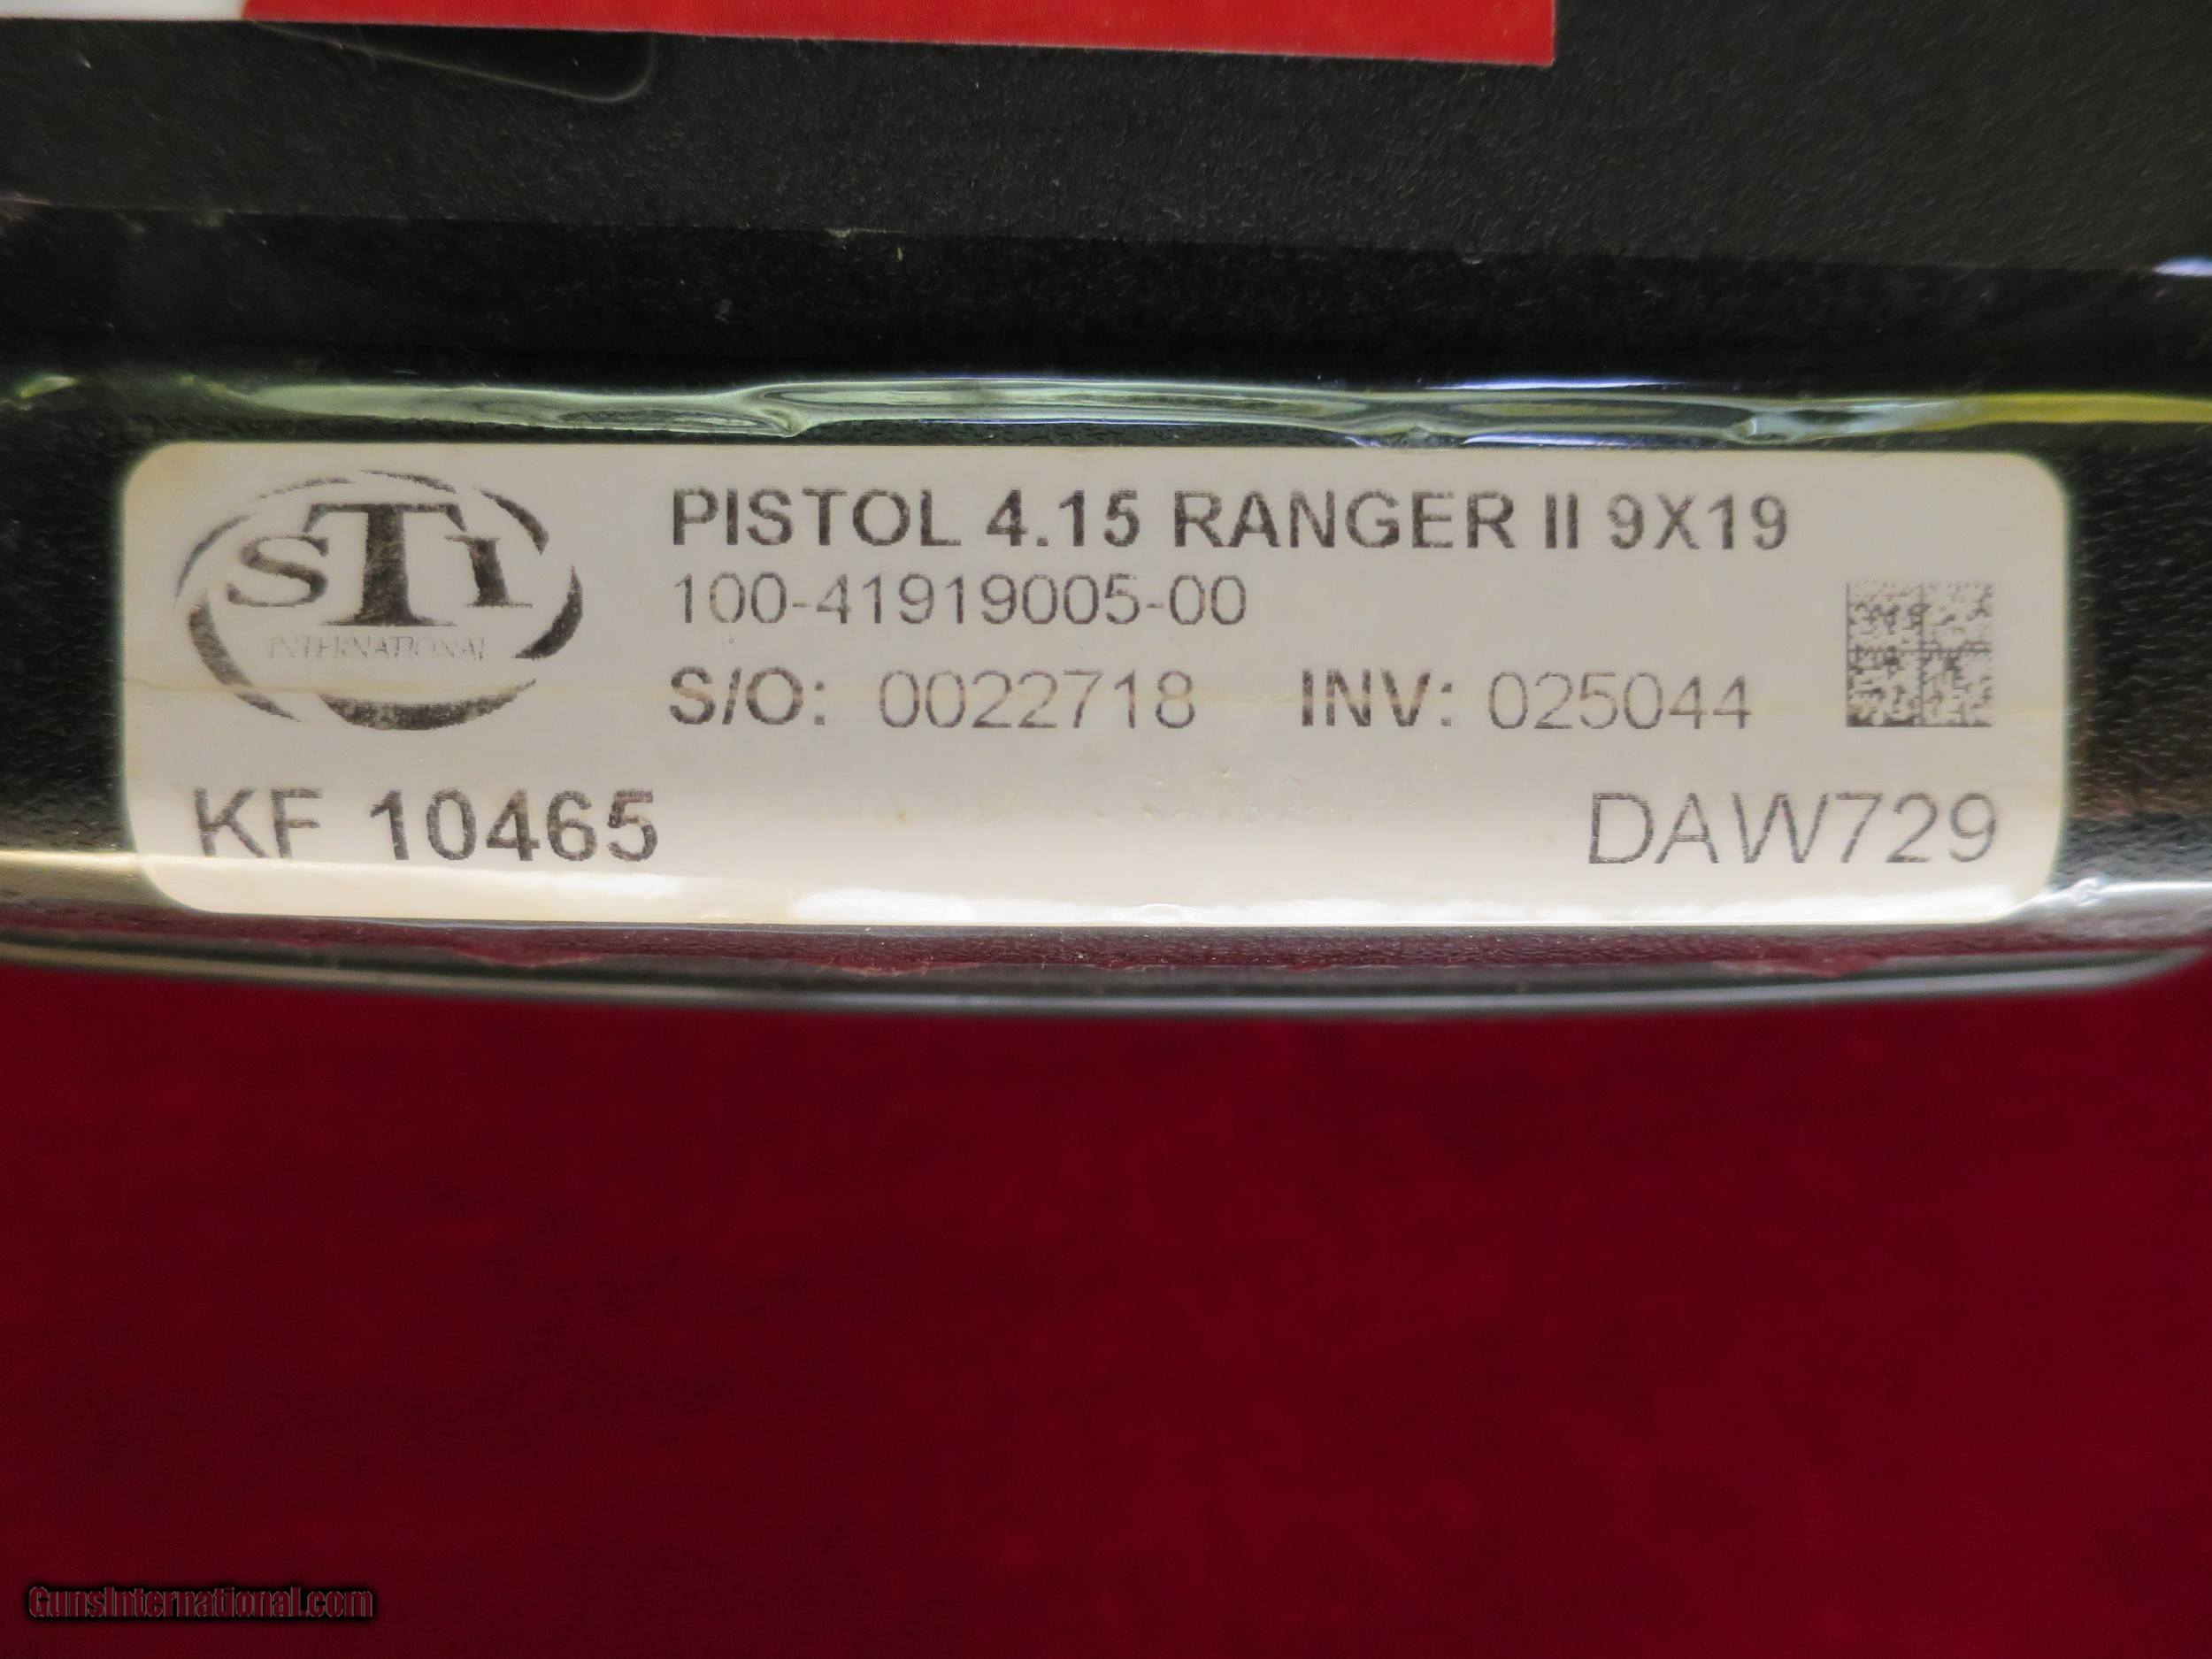 STI
INTERNATIONAL
PISTOL 4.15 RANGER II 9X19
100-41919005-00
S/O: 0022718 INV: 025044
KF 10465
DAW729
GunsInternational.com